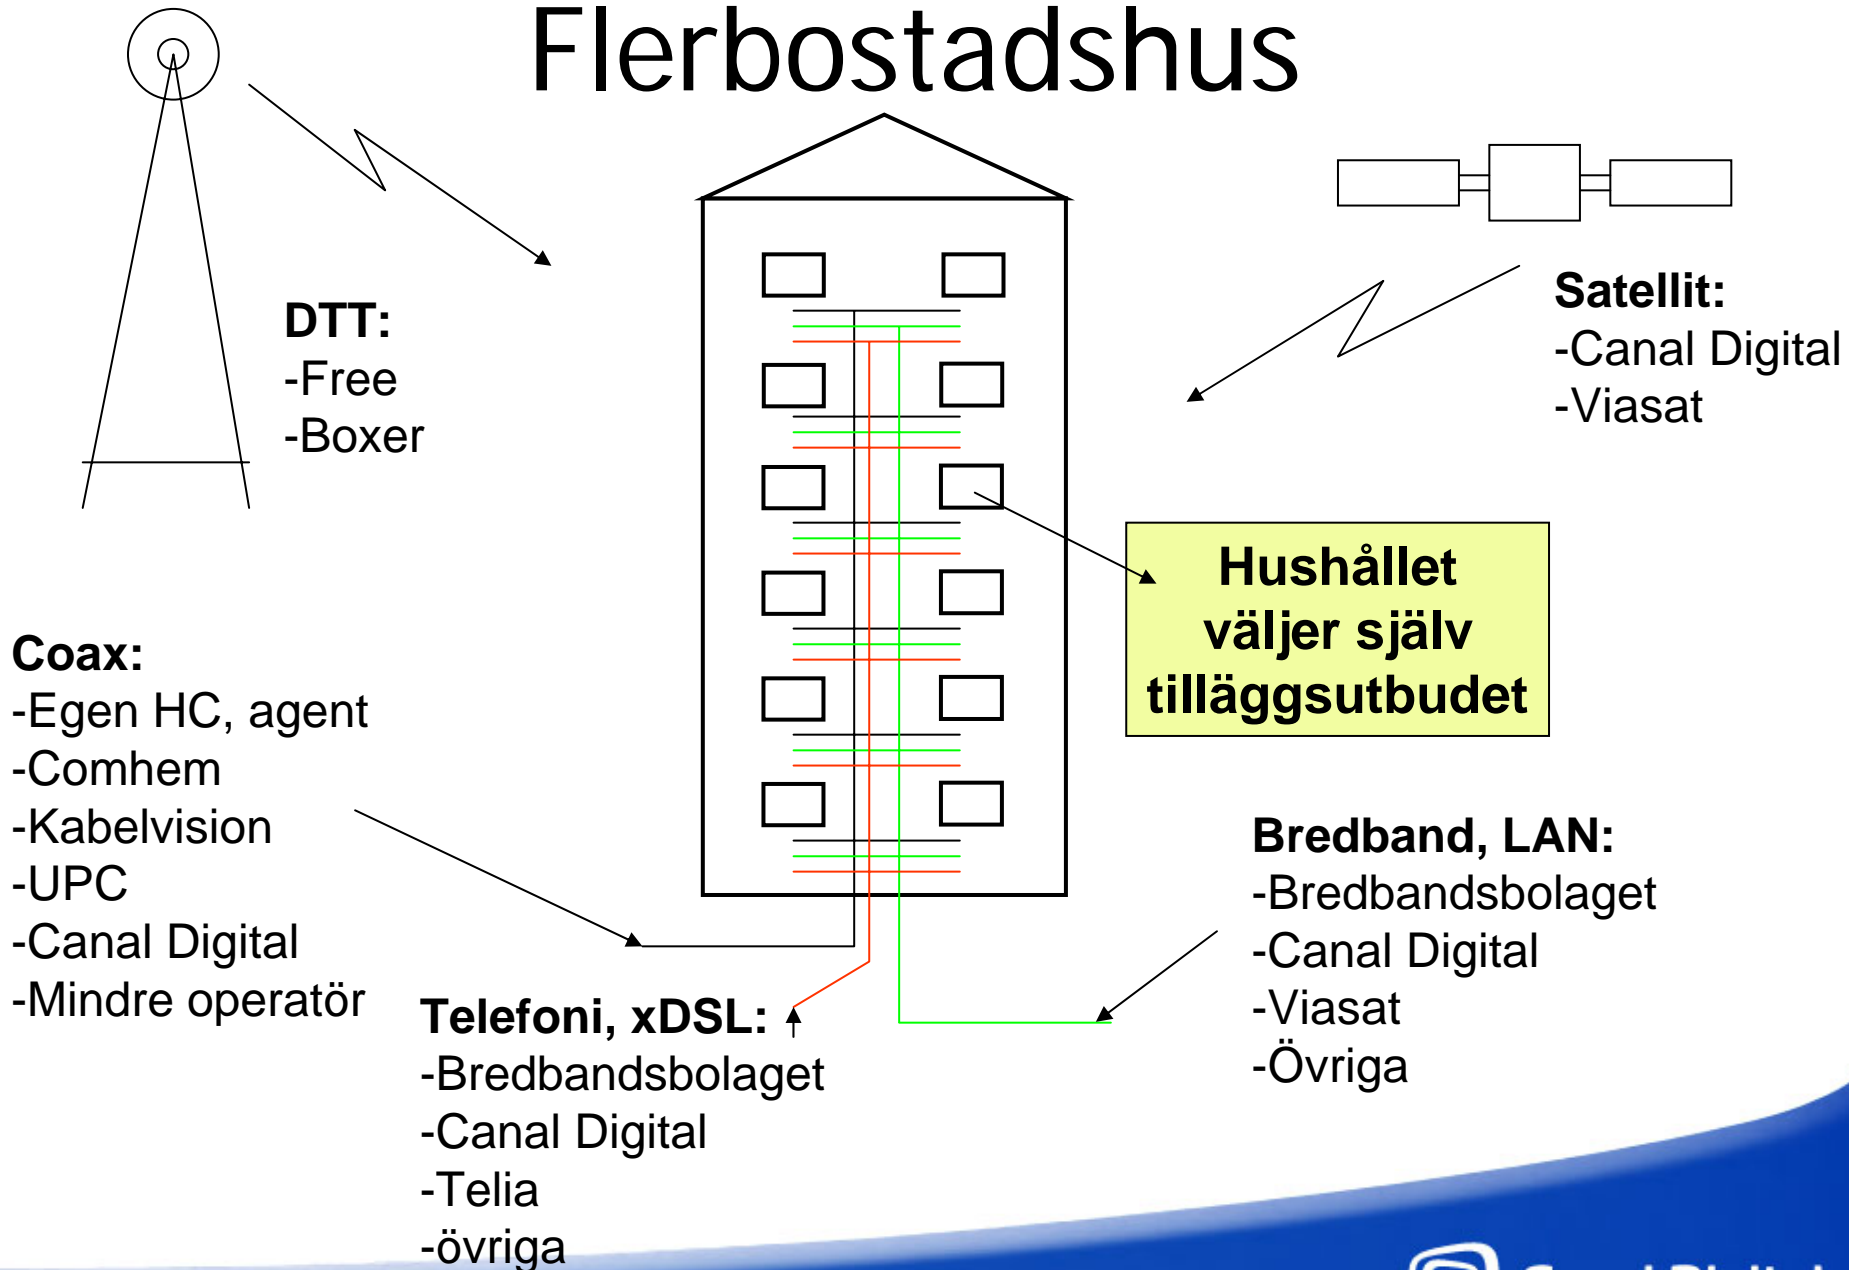 Flerbostadshus
DTT:
-Free
-Boxer
Satellit:
-Canal Digital
-Viasat
Hushållet
väljer själv
tilläggsutbudet
Coax:
-Egen HC, agent
-Comhem
-Kabelvision
-UPC
-Canal Digital
-Mindre operatör
Telefoni, xDSL:
-Bredbandsbolaget
-Canal Digital
-Telia
-övriga
Bredband, LAN:
-Bredbandsbolaget
-Canal Digital
-Viasat
-Övriga